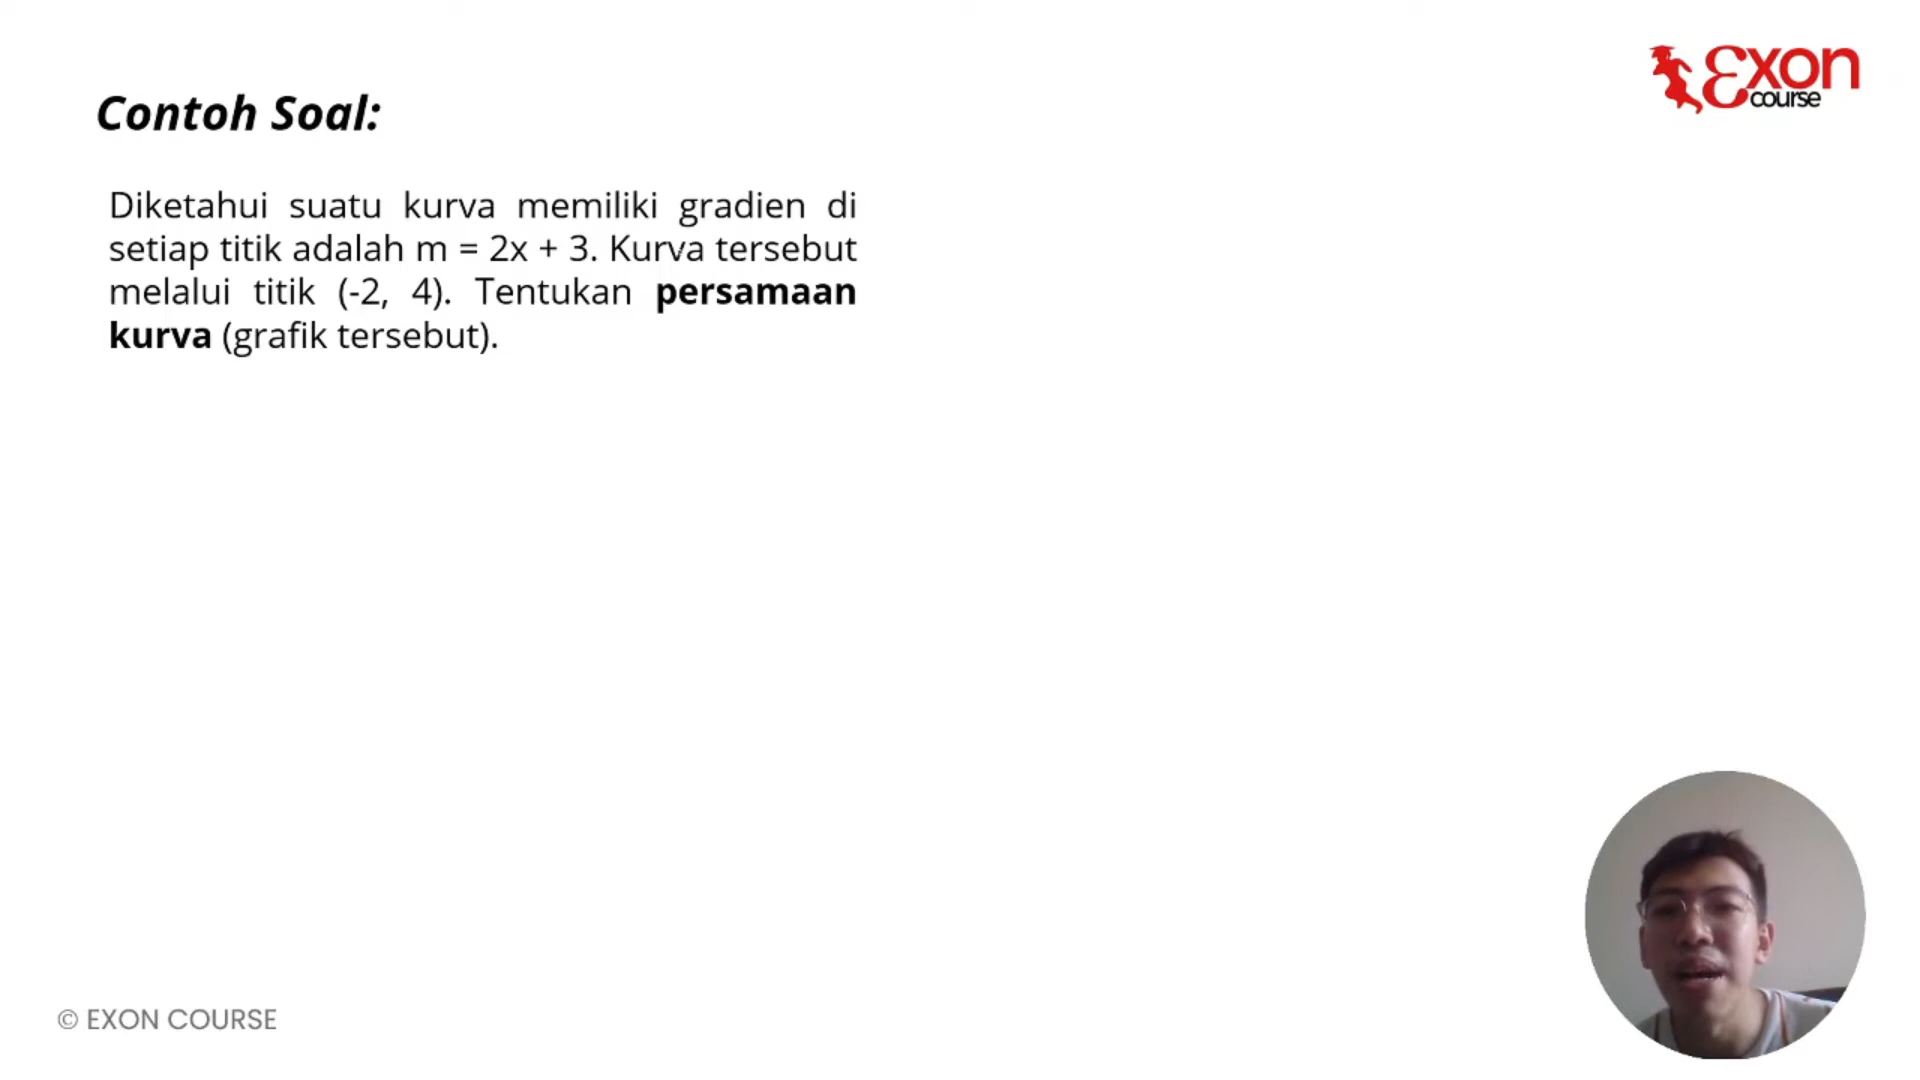 Exon
course
Contoh Soal:
Diketahui suatu kurva memiliki gradien di
setiap titik adalah m = 2x + 3. Kurva tersebut
melalui titik (-2, 4). Tentukan persamaan
kurva (grafik tersebut).
© EXON COURSE